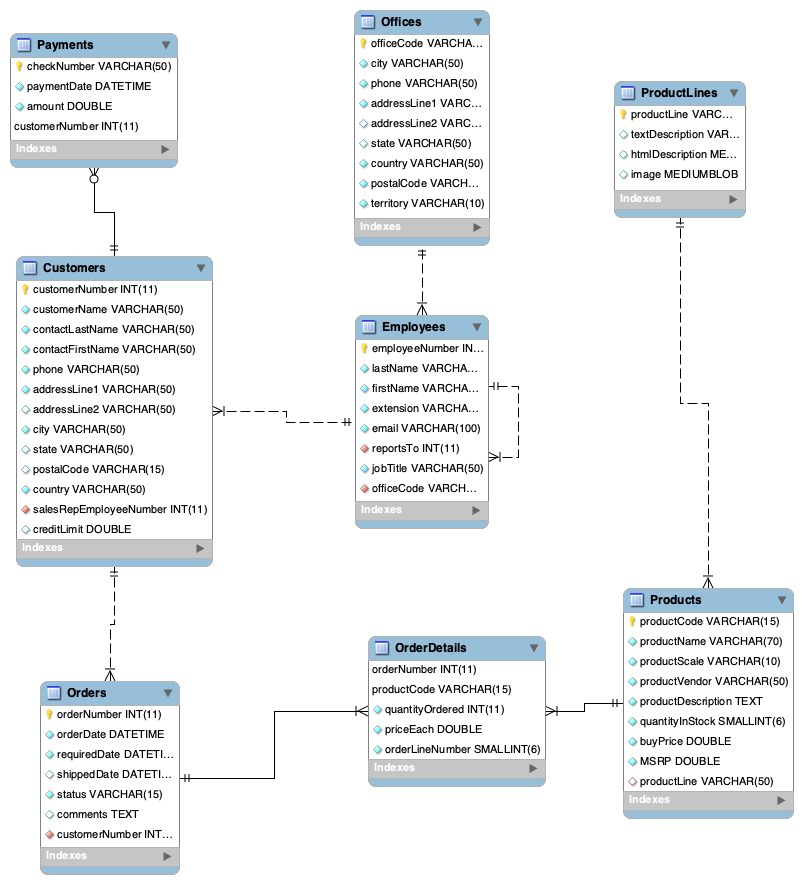 Payments
checkNumber VARCHAR(50)
paymentDate DATETIME
amount DOUBLE
customerNumber INT(11)
Indexes
Offices
officeCode VARCHA...
city VARCHAR(50)
phone VARCHAR(50)
addressLine1 VARC...
addressLine2 VARC...
state VARCHAR(50)
country VARCHAR(50)
postalCode VARCH...
territory VARCHAR(10)
Indexes
ProductLines
productLine VARC...
textDescription VAR...
htmlDescription ME...
image MEDIUMBLOB
Indexes
Customers
customerNumber INT(11)
customerName VARCHAR(50)
contactLastName VARCHAR(50)
contactFirstName VARCHAR(50)
phone VARCHAR(50)
addressLine1 VARCHAR(50)
addressLine2 VARCHAR(50)
city VARCHAR(50)
state VARCHAR(50)
postalCode VARCHAR(15)
country VARCHAR(50)
salesRepEmployeeNumber INT(11)
creditLimit DOUBLE
Indexes
Employees
employeeNumber IN...
lastName VARCHA...
firstName VARCHA...
extension VARCHA...
email VARCHAR(100)
reportsTo INT(11)
jobTitle VARCHAR(50)
officeCode VARCH...
Indexes
Orders
orderNumber INT(11)
orderDate DATETIME
requiredDate DATETI...
shippedDate DATETI...
status VARCHAR(15)
comments TEXT
customerNumber INT...
Indexes
OrderDetails
orderNumber INT(11)
productCode VARCHAR(15)
quantityOrdered INT(11)
priceEach DOUBLE
orderLineNumber SMALLINT(6)
Indexes
Products
productCode VARCHAR(15)
productName VARCHAR(70)
productScale VARCHAR(10)
productVendor VARCHAR(50)
productDescription TEXT
quantityInStock SMALLINT(6)
buyPrice DOUBLE
MSRP DOUBLE
productLine VARCHAR(50)
Indexes